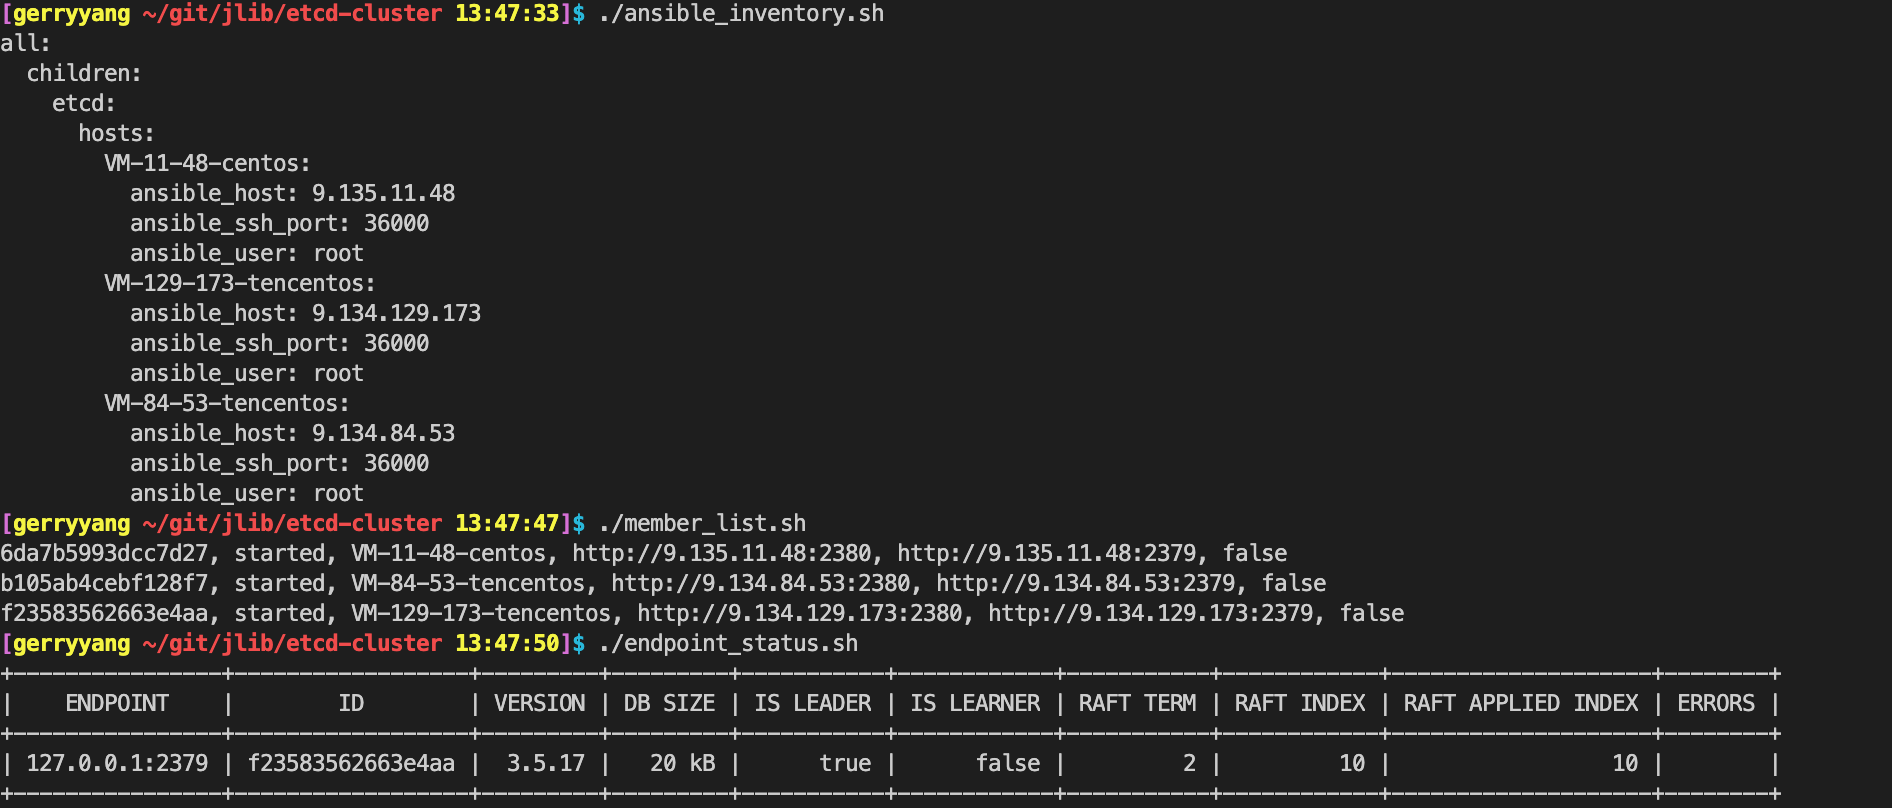 [gerryyang ~/git/jlib/etcd-cluster 13:47:33]$ ./ansible_inventory.sh
all:
  children:
    etcd:
      hosts:
        VM-11-48-centos:
          ansible_host: 9.135.11.48
          ansible_ssh_port: 36000
          ansible_user: root
        VM-129-173-tencentos:
          ansible_host: 9.134.129.173
          ansible_ssh_port: 36000
          ansible_user: root
        VM-84-53-tencentos:
          ansible_host: 9.134.84.53
          ansible_ssh_port: 36000
          ansible_user: root
[gerryyang ~/git/jlib/etcd-cluster 13:47:47]$ ./member_list.sh
6da7b5993dcc7d27, started, VM-11-48-centos, http://9.135.11.48:2380, http://9.135.11.48:2379, false
b105ab4cebf128f7, started, VM-84-53-tencentos, http://9.134.84.53:2380, http://9.134.84.53:2379, false
f23583562663e4aa, started, VM-129-173-tencentos, http://9.134.129.173:2380, http://9.134.129.173:2379, false
[gerryyang ~/git/jlib/etcd-cluster 13:47:50]$ ./endpoint_status.sh
+----------------+------------------+---------+---------+-----------+------------+-----------+------------+--------------------+--------+
|    ENDPOINT    |        ID        | VERSION | DB SIZE | IS LEADER | IS LEARNER | RAFT TERM | RAFT INDEX | RAFT APPLIED INDEX | ERRORS |
+----------------+------------------+---------+---------+-----------+------------+-----------+------------+--------------------+--------+
| 127.0.0.1:2379 | f23583562663e4aa |  3.5.17 |   20 kB |      true |      false |         2 |         10 |                 10 |        |
+----------------+------------------+---------+---------+-----------+------------+-----------+------------+--------------------+--------+